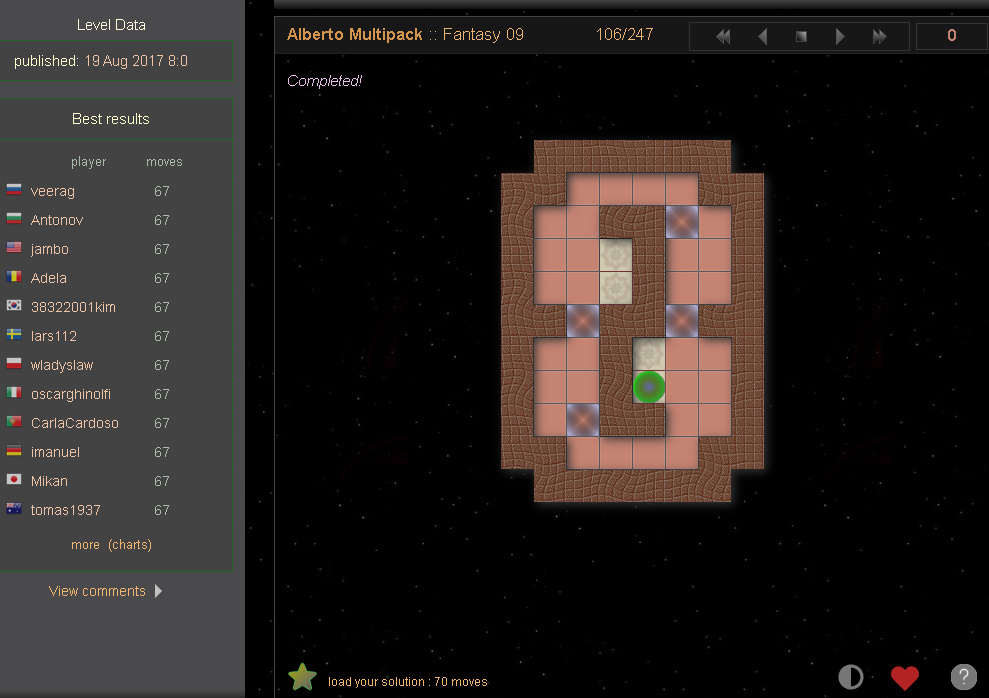 Level Data
Alberto Multipack :: Fantasy 09 106/247 0
published: 19 Aug 2017 8:0
Completed!
Best results
player moves
veerag 67
Antonov 67
jambo 67
Adela 67
38322001kim 67
lars112 67
wladyslaw 67
oscarghinolfi 67
CarlaCardoso 67
imanuel 67
Mikan 67
tomas1937 67
more (charts)
View comments
load your solution : 70 moves
?